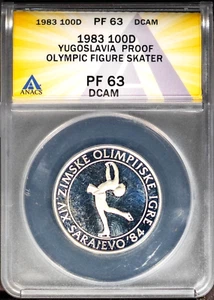 1983 100D PF 63 DCAM
1983 100D
YUGOSLAVIA PROOF
OLYMPIC FIGURE SKATER
PF 63
DCAM
ANACS
XIV ZIMSKE OLIMPIJSKE IGRE
SARAJEVO '84